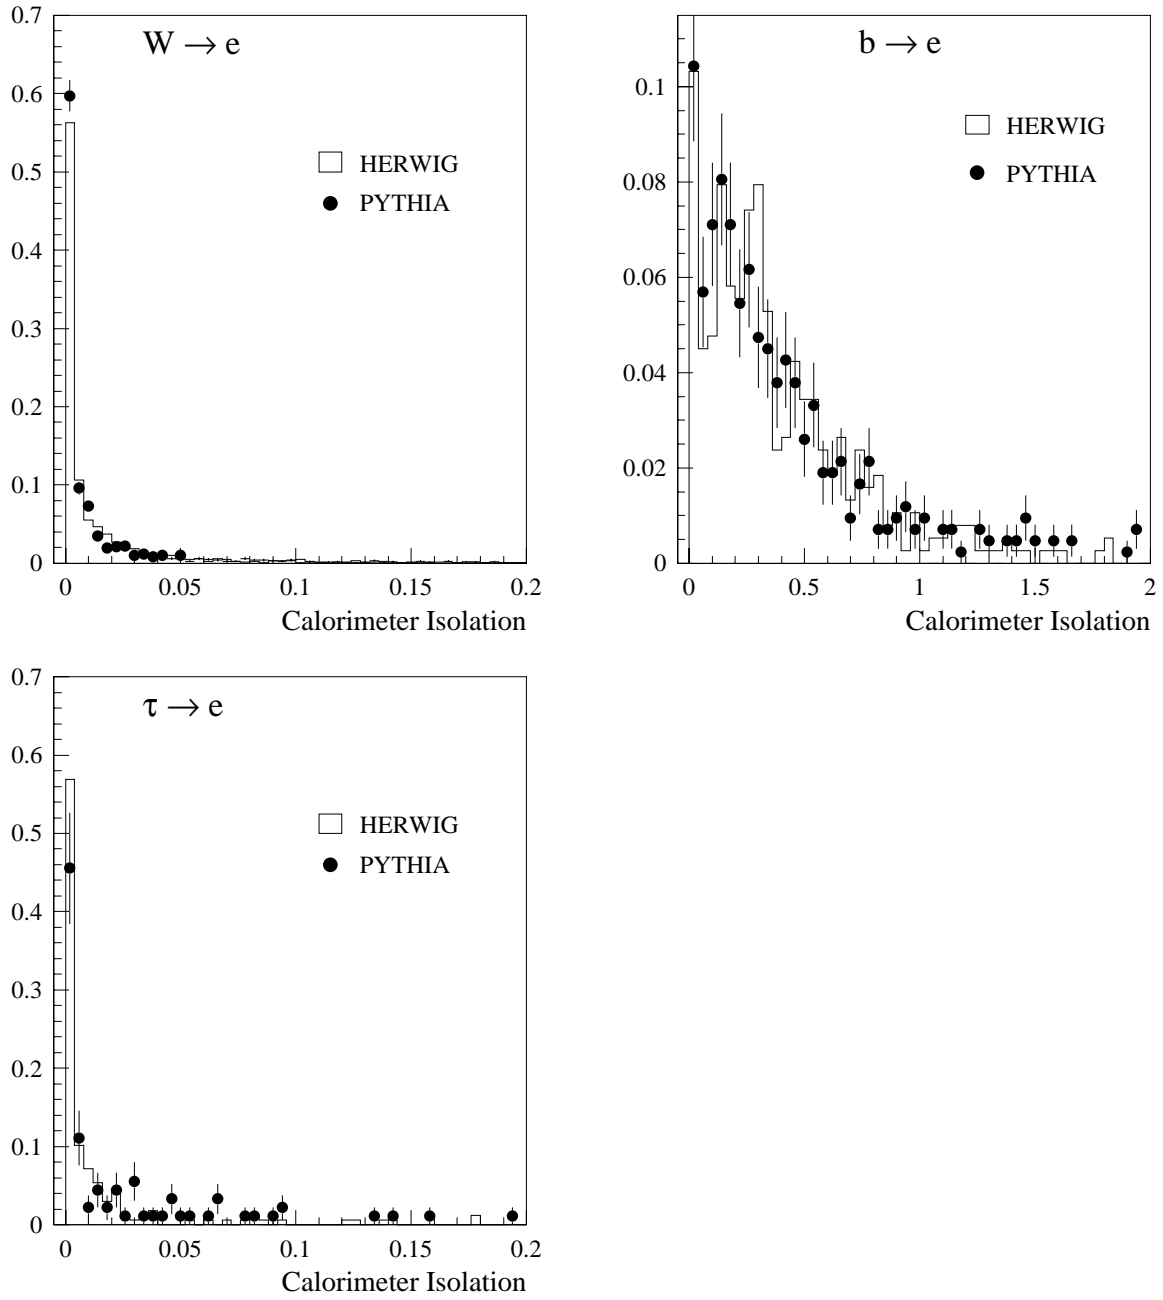 W → e
HERWIG
PYTHIA
0.7
0.6
0.5
0.4
0.3
0.2
0.1
0
0 0.05 0.1 0.15 0.2
Calorimeter Isolation
b → e
HERWIG
PYTHIA
0.1
0.08
0.06
0.04
0.02
0
0 0.5 1 1.5 2
Calorimeter Isolation
τ → e
HERWIG
PYTHIA
0.7
0.6
0.5
0.4
0.3
0.2
0.1
0
0 0.05 0.1 0.15 0.2
Calorimeter Isolation